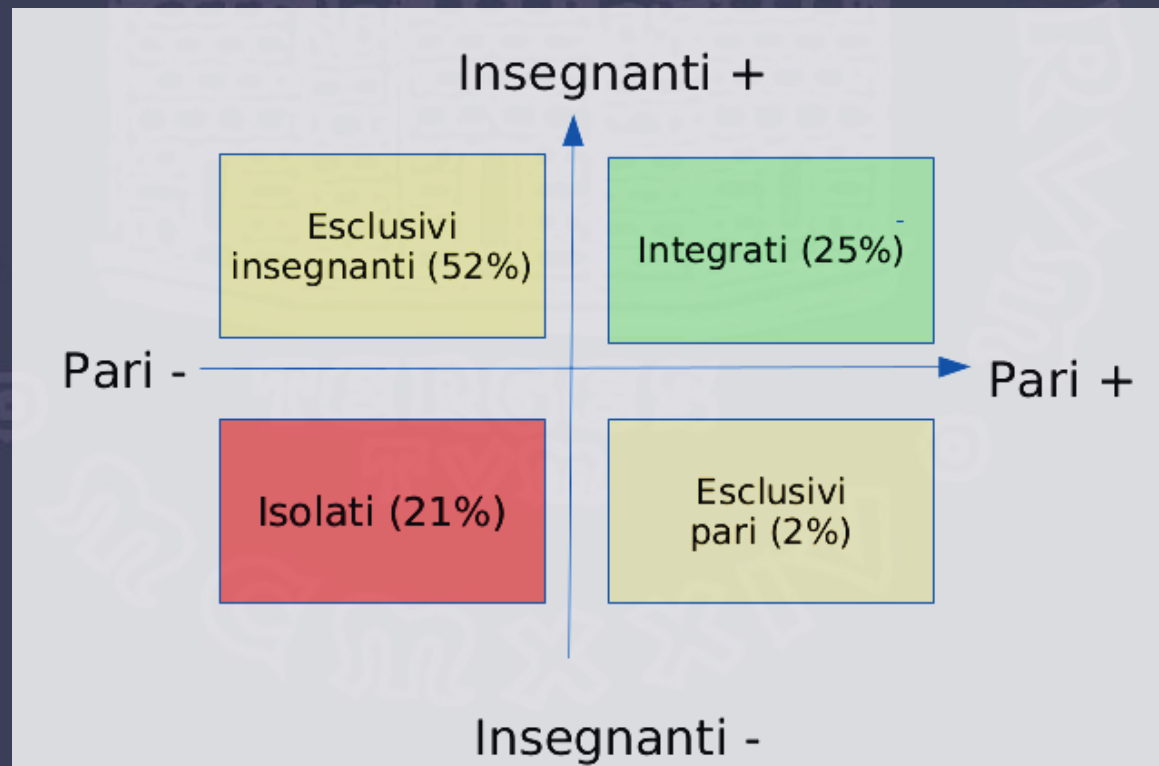 Insegnanti +
Esclusivi
insegnanti (52%)
Integrati (25%)
Pari -
Pari +
Isolati (21%)
Esclusivi
pari (2%)
Insegnanti -